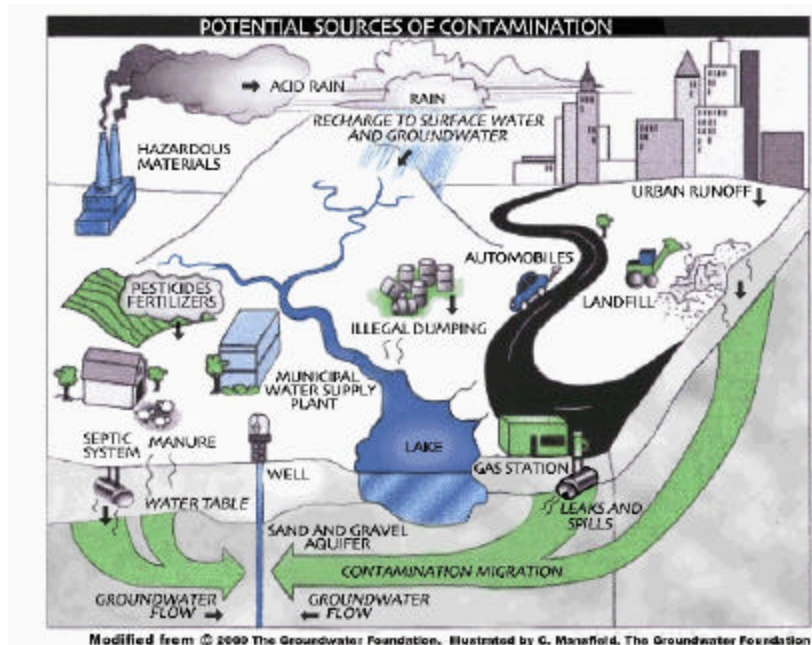 POTENTIAL SOURCES OF CONTAMINATION
ACID RAIN
RAIN
RECHARGE TO SURFACE WATER
AND GROUNDWATER
HAZARDOUS
MATERIALS
URBAN RUNOFF
AUTOMOBILES
PESTICIDES
FERTILIZERS
LANDFILL
ILLEGAL DUMPING
MUNICIPAL
WATER SUPPLY
PLANT
SEPTIC
SYSTEM
MANURE
LAKE
WELL
GAS STATION
WATER TABLE
LEAKS AND
SPILLS
SAND AND GRAVEL
AQUIFER
CONTAMINATION MIGRATION
GROUNDWATER
FLOW
GROUNDWATER
FLOW
Modified from © 2000 The Groundwater Foundation. Illustrated by C. Mansfield, The Groundwater Foundation